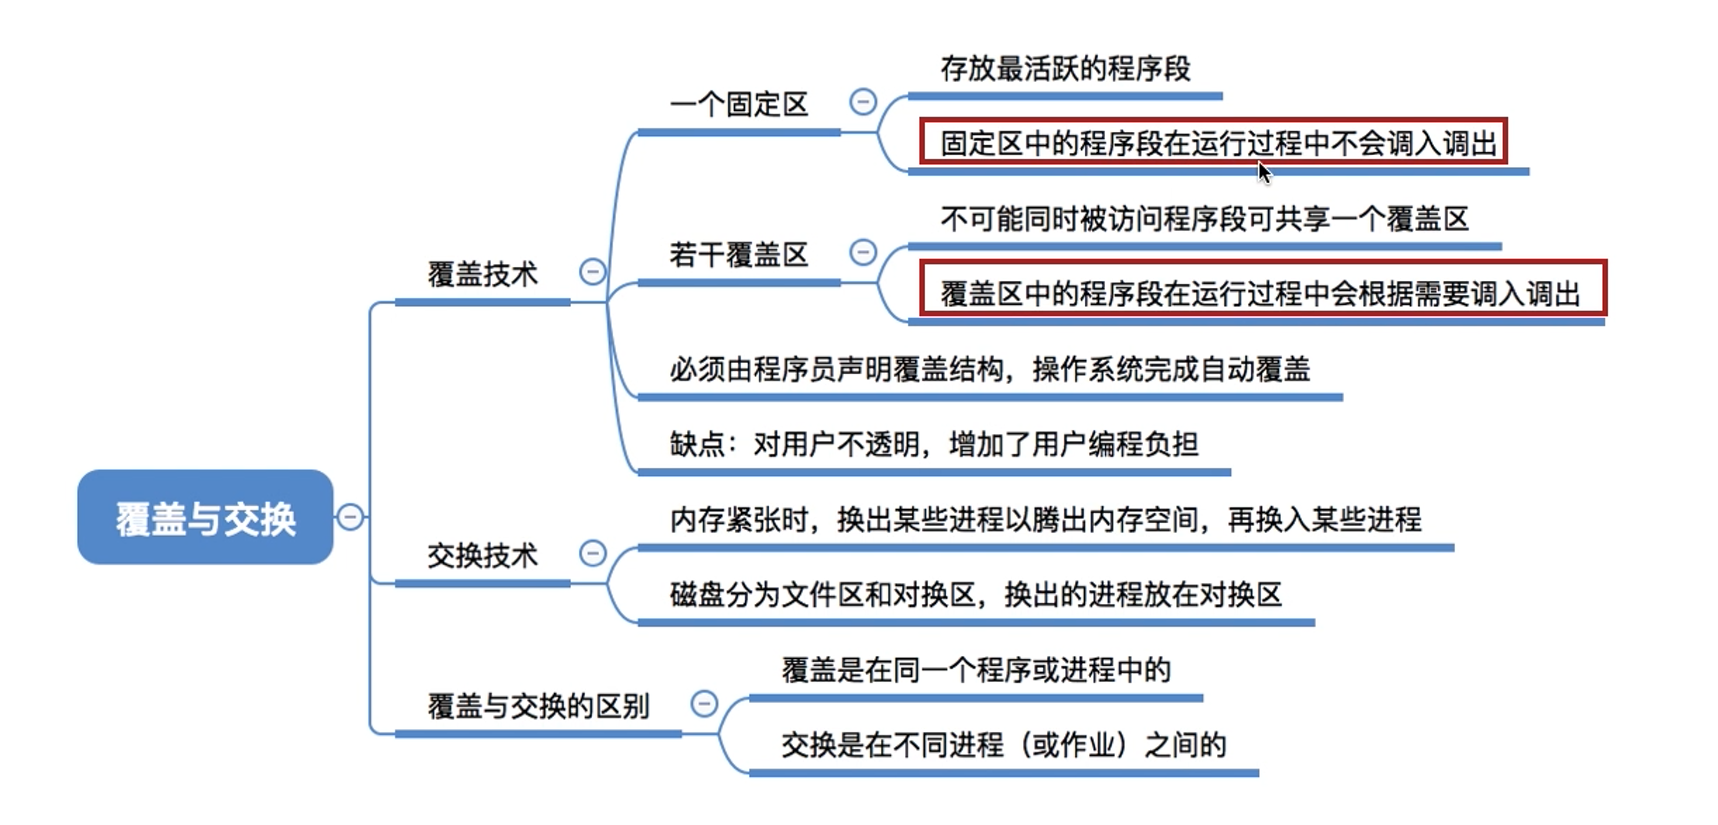 存放最活跃的程序段
一个固定区
固定区中的程序段在运行过程中不会调入调出
不可能同时被访问程序段可共享一个覆盖区
若干覆盖区
覆盖技术
覆盖区中的程序段在运行过程中会根据需要调入调出
必须由程序员声明覆盖结构，操作系统完成自动覆盖
缺点：对用户不透明，增加了用户编程负担
覆盖与交换
内存紧张时，换出某些进程以腾出内存空间，再换入某些进程
交换技术
磁盘分为文件区和对换区，换出的进程放在对换区
覆盖是在同一个程序或进程中的
覆盖与交换的区别
交换是在不同进程（或作业）之间的